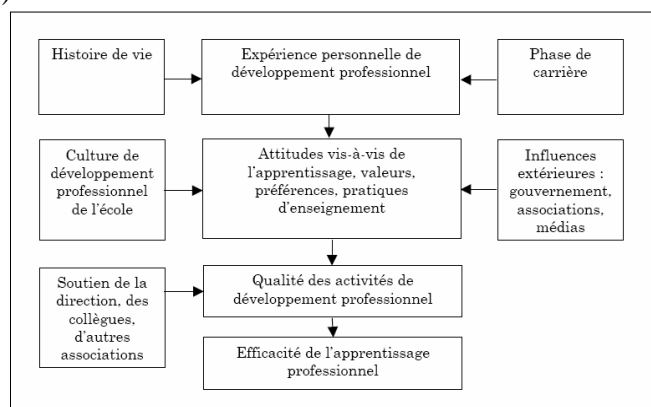 )
Histoire de vie
Expérience personnelle de
développement professionnel
Phase de
carrière
Culture de
développement
professionnel
de l'école
Attitudes vis-à-vis de
l'apprentissage, valeurs,
préférences, pratiques
d'enseignement
Influences
extérieures :
gouvernement,
associations,
médias
Soutien de la
direction, des
collègues,
d'autres
associations
Qualité des activités de
développement professionnel
Efficacité de l'apprentissage
professionnel